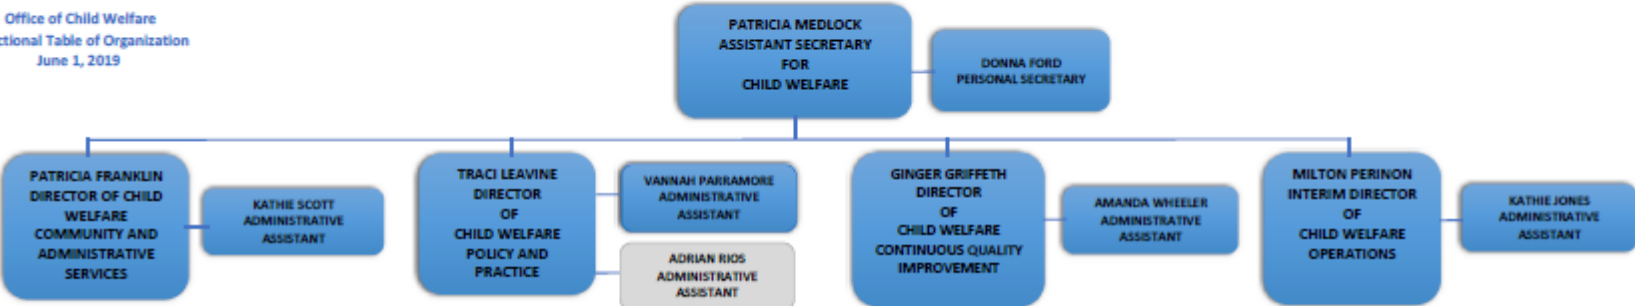 Office of Child Welfare
ctional Table of Organization
June 1, 2019
PATRICIA MEDLOCK
ASSISTANT SECRETARY
FOR
CHILD WELFARE
DONNA FORD
PERSONAL SECRETARY
PATRICIA FRANKLIN
DIRECTOR OF CHILD
WELFARE
COMMUNITY AND
ADMINISTRATIVE
SERVICES
KATHIE SCOTT
ADMINISTRATIVE
ASSISTANT
TRACI LEAVINE
DIRECTOR
OF
CHILD WELFARE
POLICY AND
PRACTICE
VANNAH PARRAMORE
ADMINISTRATIVE
ASSISTANT
ADRIAN RIOS
ADMINISTRATIVE
ASSISTANT
GINGER GRIFFETH
DIRECTOR
OF
CHILD WELFARE
CONTINUOUS QUALITY
IMPROVEMENT
AMANDA WHEELER
ADMINISTRATIVE
ASSISTANT
MILTON PERINON
INTERIM DIRECTOR
OF
CHILD WELFARE
OPERATIONS
KATHIE JONES
ADMINISTRATIVE
ASSISTANT